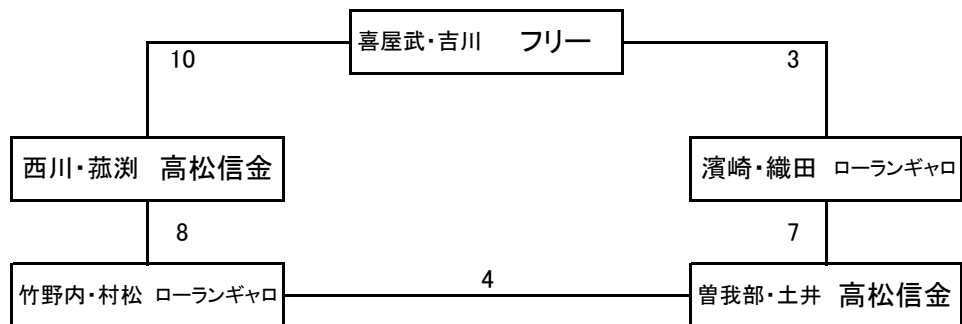 喜屋武・吉川 フリー
10
3
西川・菰渕 高松信金
濱崎・織田 ローランギャロ
8
7
竹野内・村松 ローランギャロ
4
曽我部・土井 高松信金